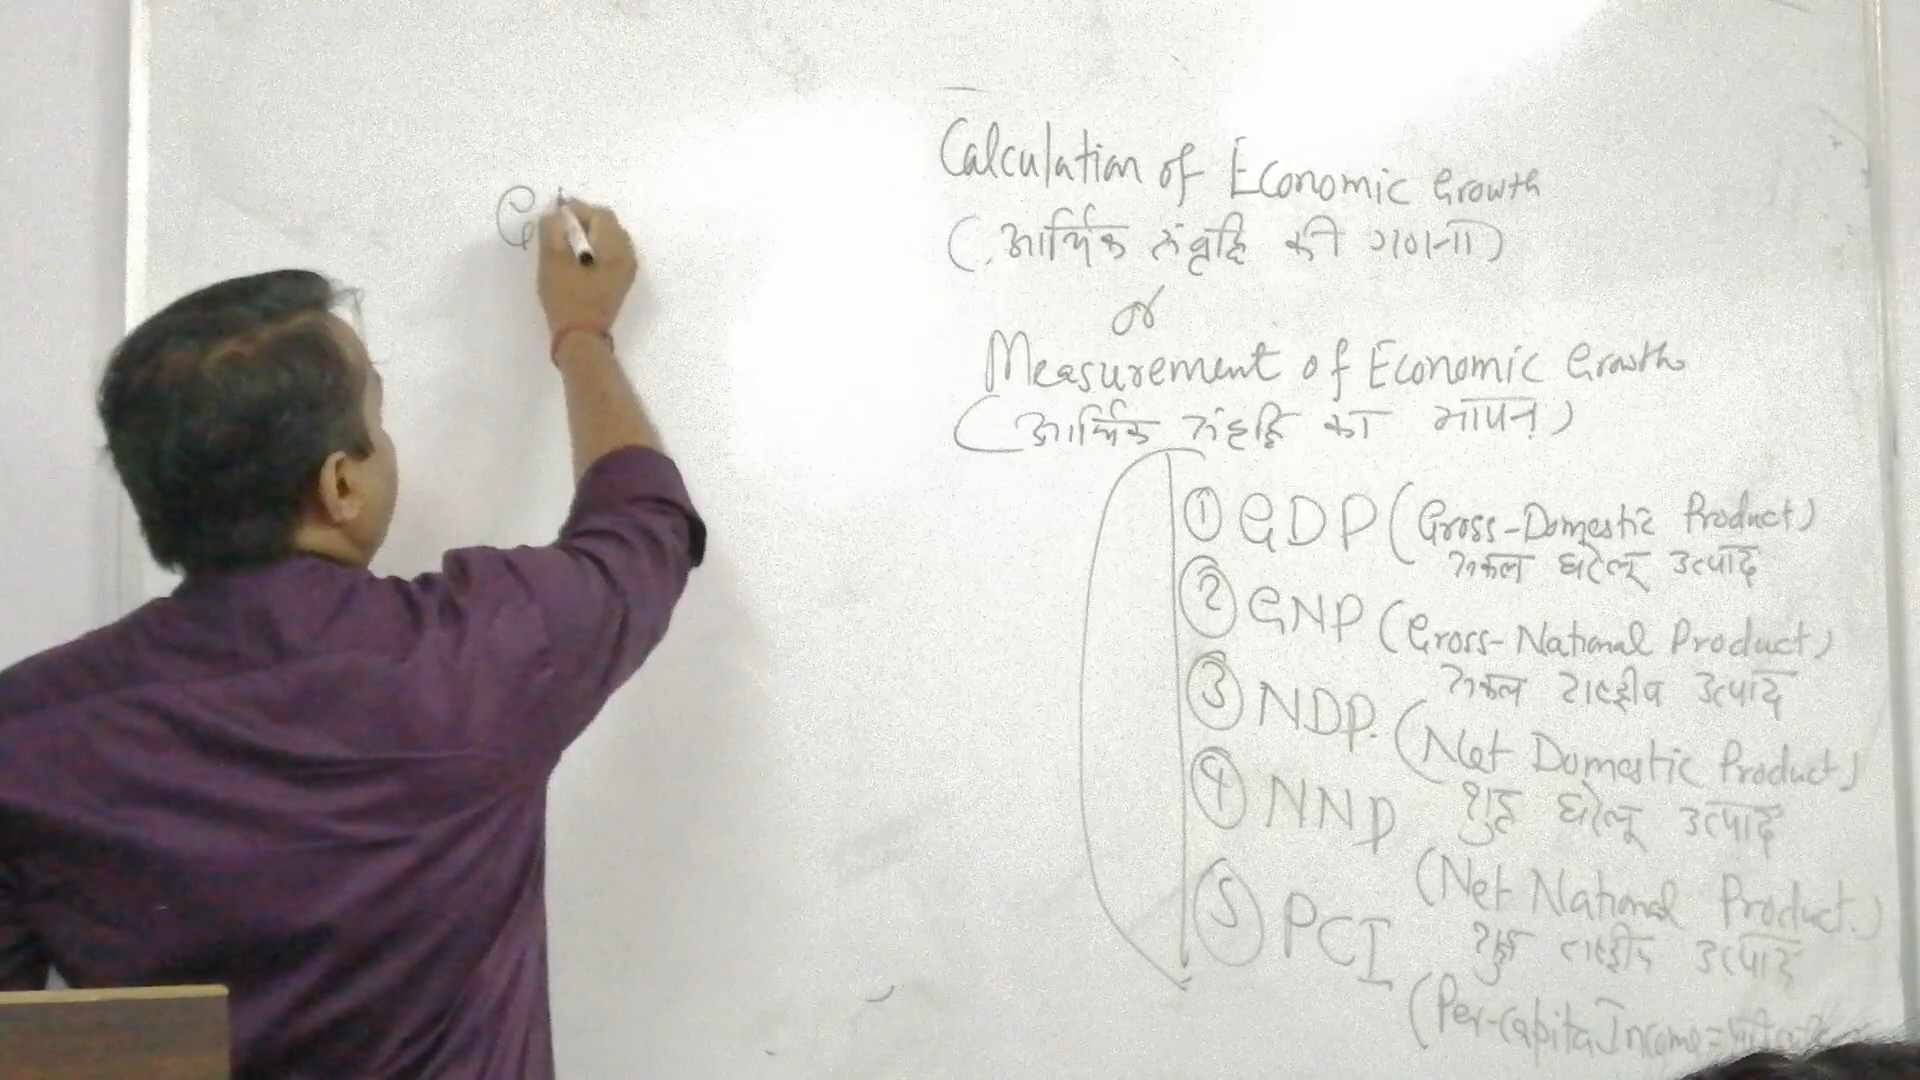 G
Calculation of Economic Growth
(आर्थिक संवृद्धि की गणना)
or
Measurement of Economic Growth
(आर्थिक संवृद्धि का मापन)
① GDP (Gross-Domestic Product)
सकल घरेलू उत्पाद
② GNP (Gross-National Product)
सकल राष्ट्रीय उत्पाद
③ NDP. (Net Domestic Product)
शुद्ध घरेलू उत्पाद
④ NNP
(Net National Product.)
शुद्ध राष्ट्रीय उत्पाद
⑤ PCI
(Per-Capita Income =